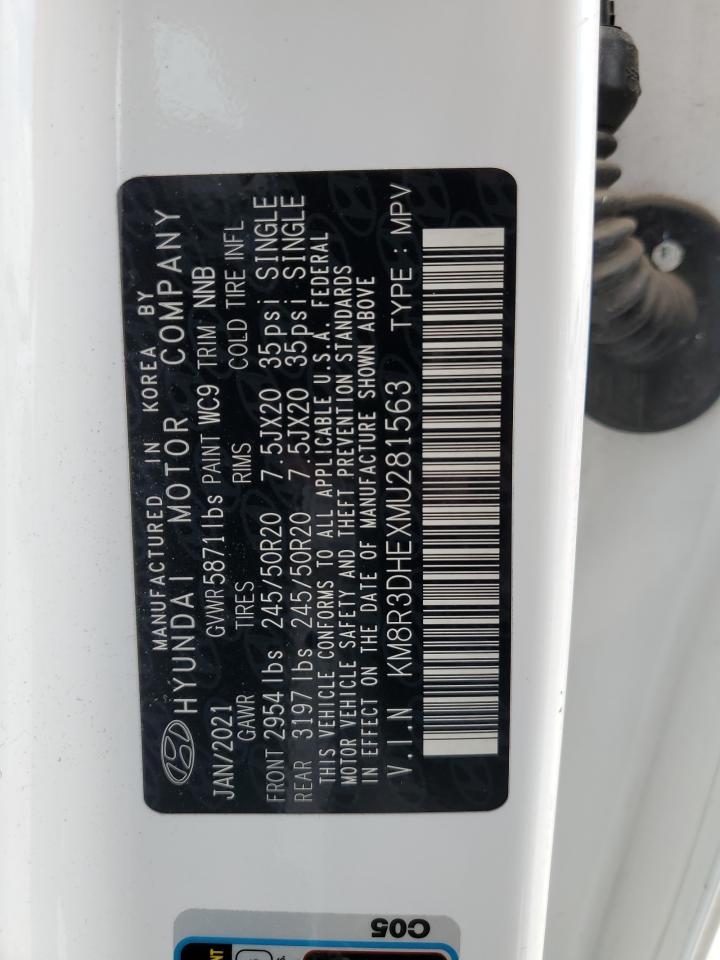 MANUFACTURED IN KOREA BY
HYUNDAI MOTOR COMPANY
JAN/2021 GVWR 5871 lbs PAINT WC9 TRIM NNB
GAWR TIRES RIMS COLD TIRE INFL
FRONT 2954 lbs 245/50R20 7.5JX20 35psi SINGLE
REAR 3197 lbs 245/50R20 7.5JX20 35psi SINGLE
THIS VEHICLE CONFORMS TO ALL APPLICABLE U.S.A. FEDERAL
MOTOR VEHICLE SAFETY AND THEFT PREVENTION STANDARDS
IN EFFECT ON THE DATE OF MANUFACTURE SHOWN ABOVE
V.I.N KM8R3DHEXMU281563 TYPE : MPV
C05